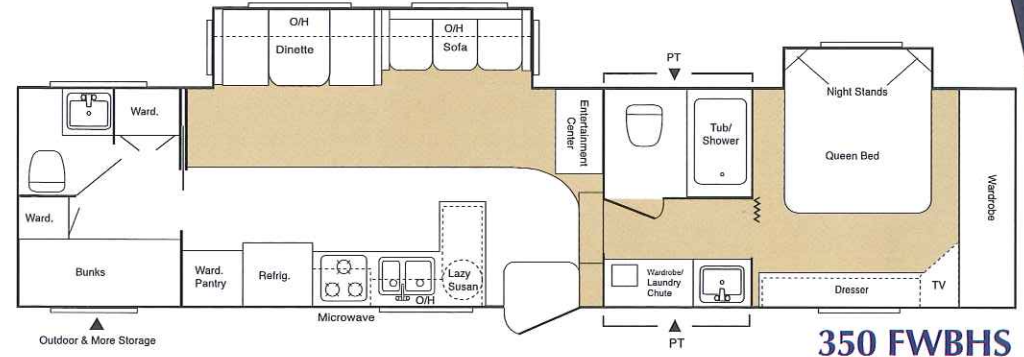 O/H
Dinette
O/H
Sofa
PT
Ward.
Entertainment
Center
Tub/
Shower
Night Stands
Queen Bed
Wardrobe
Ward.
Bunks
Ward.
Pantry
Refrig.
Lazy
Susan
O/H
Microwave
Wardrobe/
Laundry
Chute
Dresser
TV
Outdoor & More Storage
PT
350 FWBHS